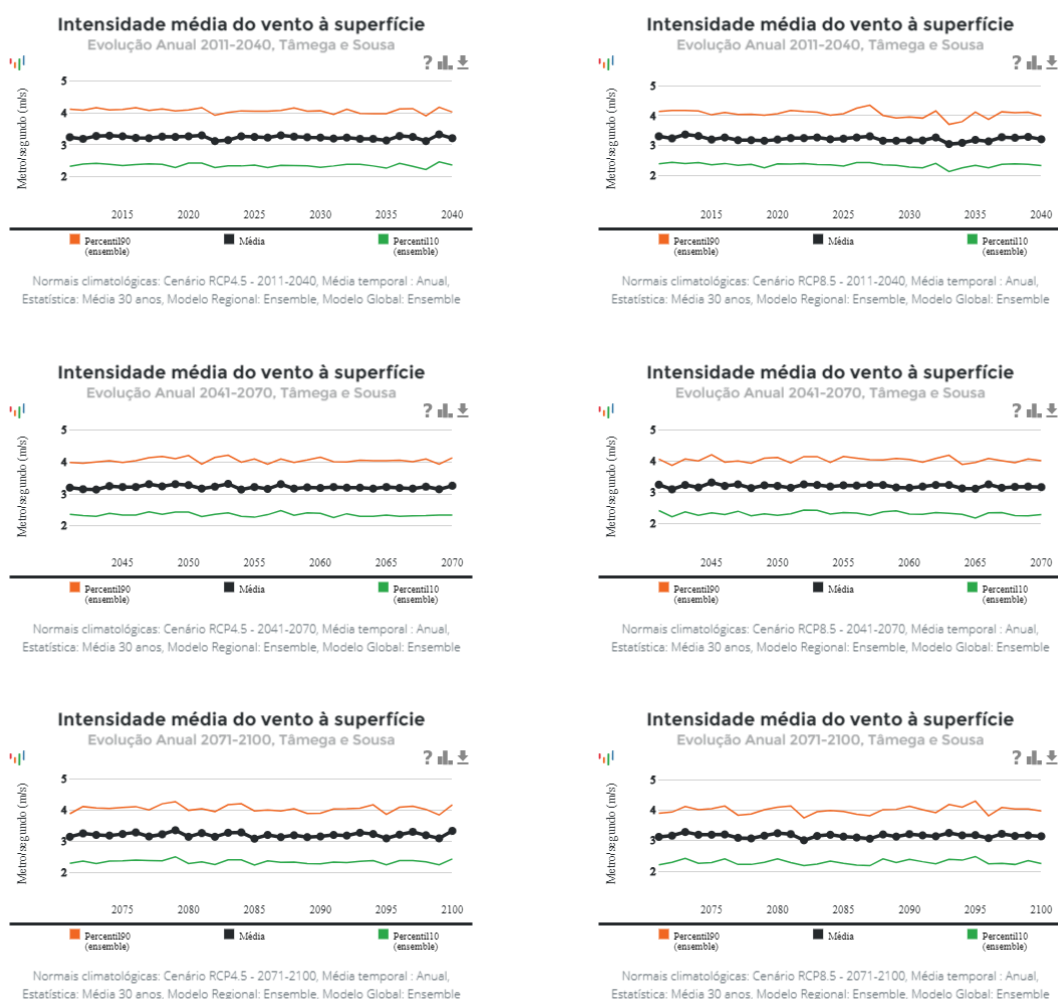 Intensidade média do vento à superfície
Evolução Anual 2011-2040, Tâmega e Sousa
?
Metro/segundo (m/s)
5
4
3
2
2015 2020 2025 2030 2035 2040
Percentil90 (ensemble)
Média
Percentil10 (ensemble)
Normais climatológicas: Cenário RCP4.5 - 2011-2040, Média temporal : Anual,
Estatística: Média 30 anos, Modelo Regional: Ensemble, Modelo Global: Ensemble
Intensidade média do vento à superfície
Evolução Anual 2011-2040, Tâmega e Sousa
?
Metro/segundo (m/s)
5
4
3
2
2015 2020 2025 2030 2035 2040
Percentil90 (ensemble)
Média
Percentil10 (ensemble)
Normais climatológicas: Cenário RCP8.5 - 2011-2040, Média temporal : Anual,
Estatística: Média 30 anos, Modelo Regional: Ensemble, Modelo Global: Ensemble
Intensidade média do vento à superfície
Evolução Anual 2041-2070, Tâmega e Sousa
?
Metro/segundo (m/s)
5
4
3
2
2045 2050 2055 2060 2065 2070
Percentil90 (ensemble)
Média
Percentil10 (ensemble)
Normais climatológicas: Cenário RCP4.5 - 2041-2070, Média temporal : Anual,
Estatística: Média 30 anos, Modelo Regional: Ensemble, Modelo Global: Ensemble
Intensidade média do vento à superfície
Evolução Anual 2041-2070, Tâmega e Sousa
?
Metro/segundo (m/s)
5
4
3
2
2045 2050 2055 2060 2065 2070
Percentil90 (ensemble)
Média
Percentil10 (ensemble)
Normais climatológicas: Cenário RCP8.5 - 2041-2070, Média temporal : Anual,
Estatística: Média 30 anos, Modelo Regional: Ensemble, Modelo Global: Ensemble
Intensidade média do vento à superfície
Evolução Anual 2071-2100, Tâmega e Sousa
?
Metro/segundo (m/s)
5
4
3
2
2075 2080 2085 2090 2095 2100
Percentil90 (ensemble)
Média
Percentil10 (ensemble)
Normais climatológicas: Cenário RCP4.5 - 2071-2100, Média temporal : Anual,
Estatística: Média 30 anos, Modelo Regional: Ensemble, Modelo Global: Ensemble
Intensidade média do vento à superfície
Evolução Anual 2071-2100, Tâmega e Sousa
?
Metro/segundo (m/s)
5
4
3
2
2075 2080 2085 2090 2095 2100
Percentil90 (ensemble)
Média
Percentil10 (ensemble)
Normais climatológicas: Cenário RCP8.5 - 2071-2100, Média temporal : Anual,
Estatística: Média 30 anos, Modelo Regional: Ensemble, Modelo Global: Ensemble